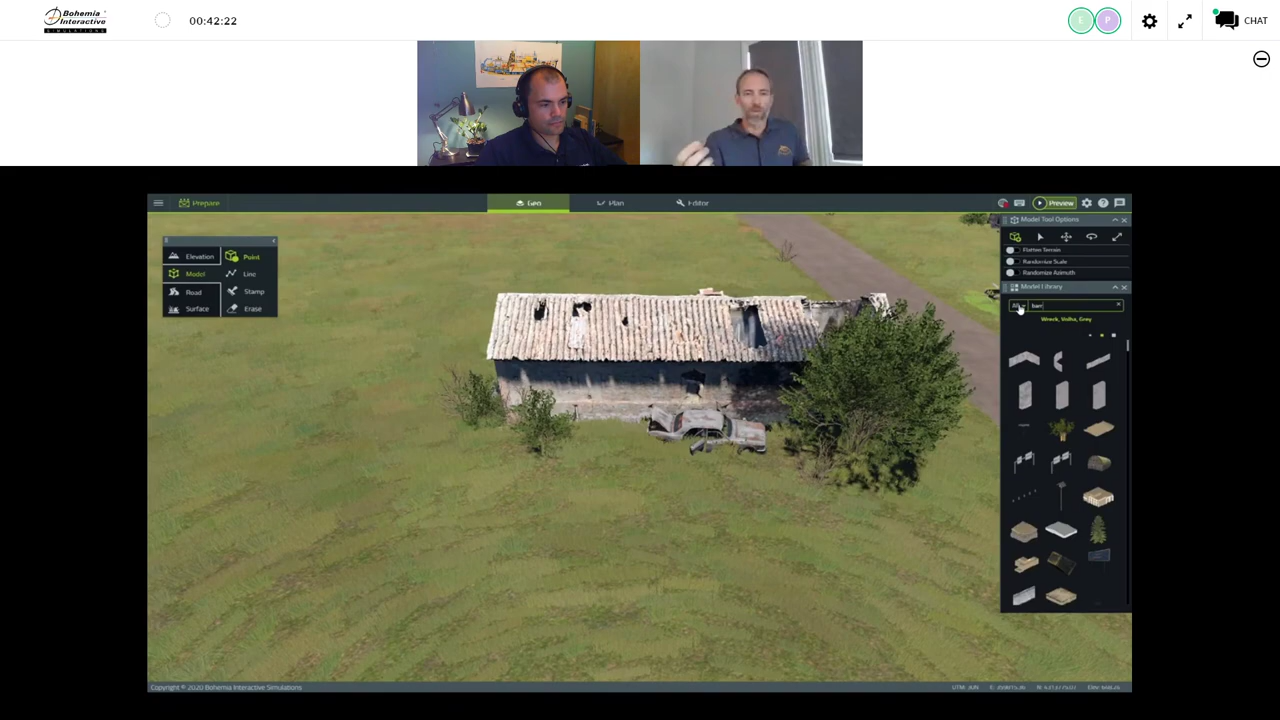 Bohemia
Interactive
SIMULATIONS
00:42:22
E
P
CHAT
Prepare
Geo
Plan
Editor
Preview
Elevation
Point
Model
Line
Road
Stamp
Surface
Erase
Model Tool Options
Flatten Terrain
Randomize Scale
Randomize Azimuth
Model Library
All
Wreck, Volha, Grey
Copyright © 2020 Bohemia Interactive Simulations